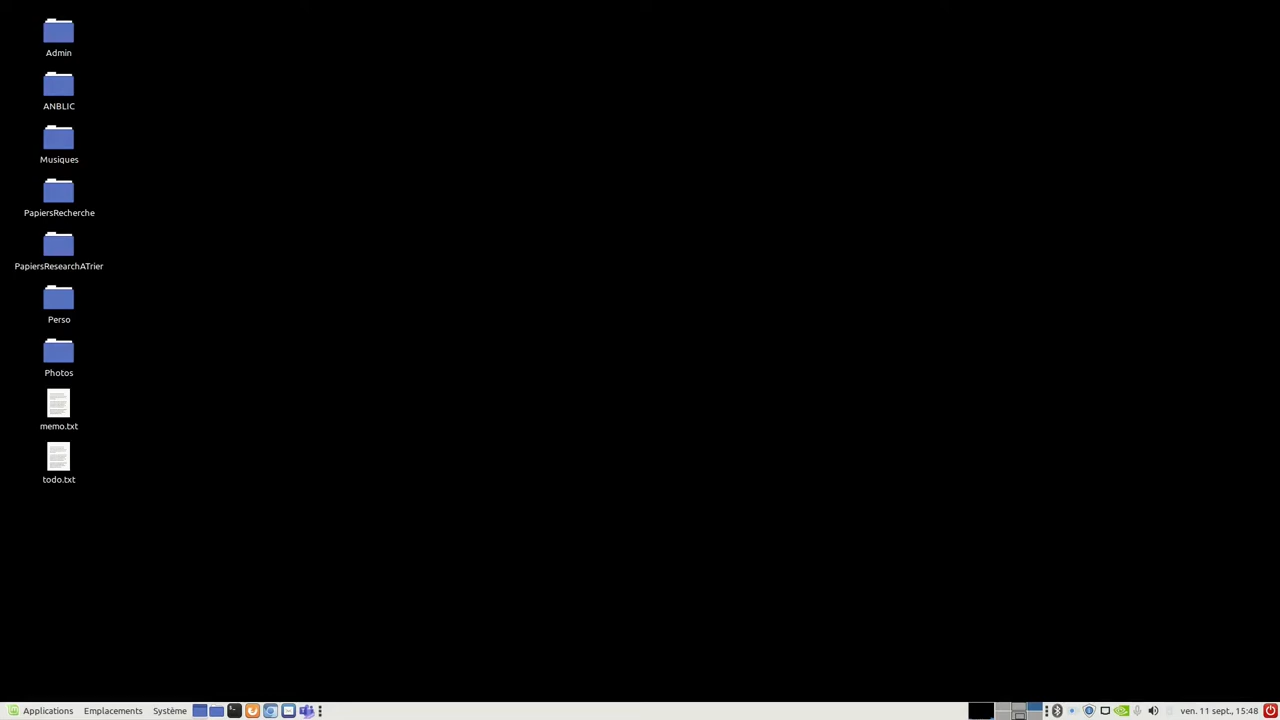 Admin
ANBLIC
Musiques
PapiersRecherche
PapiersResearchATrier
Perso
Photos
memo.txt
todo.txt
Applications Emplacements Système ven. 11 sept., 15:48